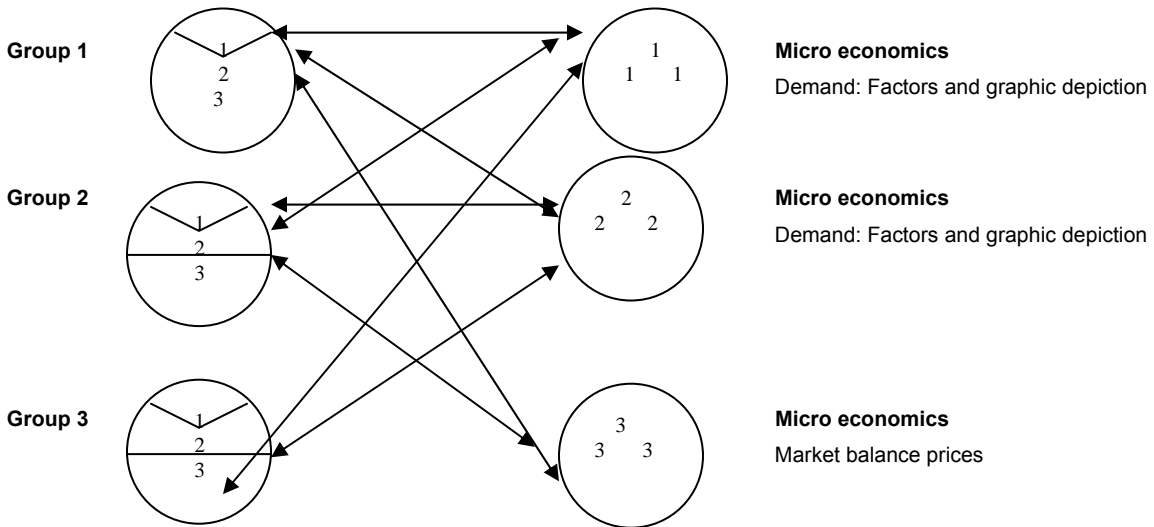 Group 1
1
2
3
1
1 1
Micro economics
Demand: Factors and graphic depiction
Group 2
1
2
3
2
2 2
Micro economics
Demand: Factors and graphic depiction
Group 3
1
2
3
3
3 3
Micro economics
Market balance prices